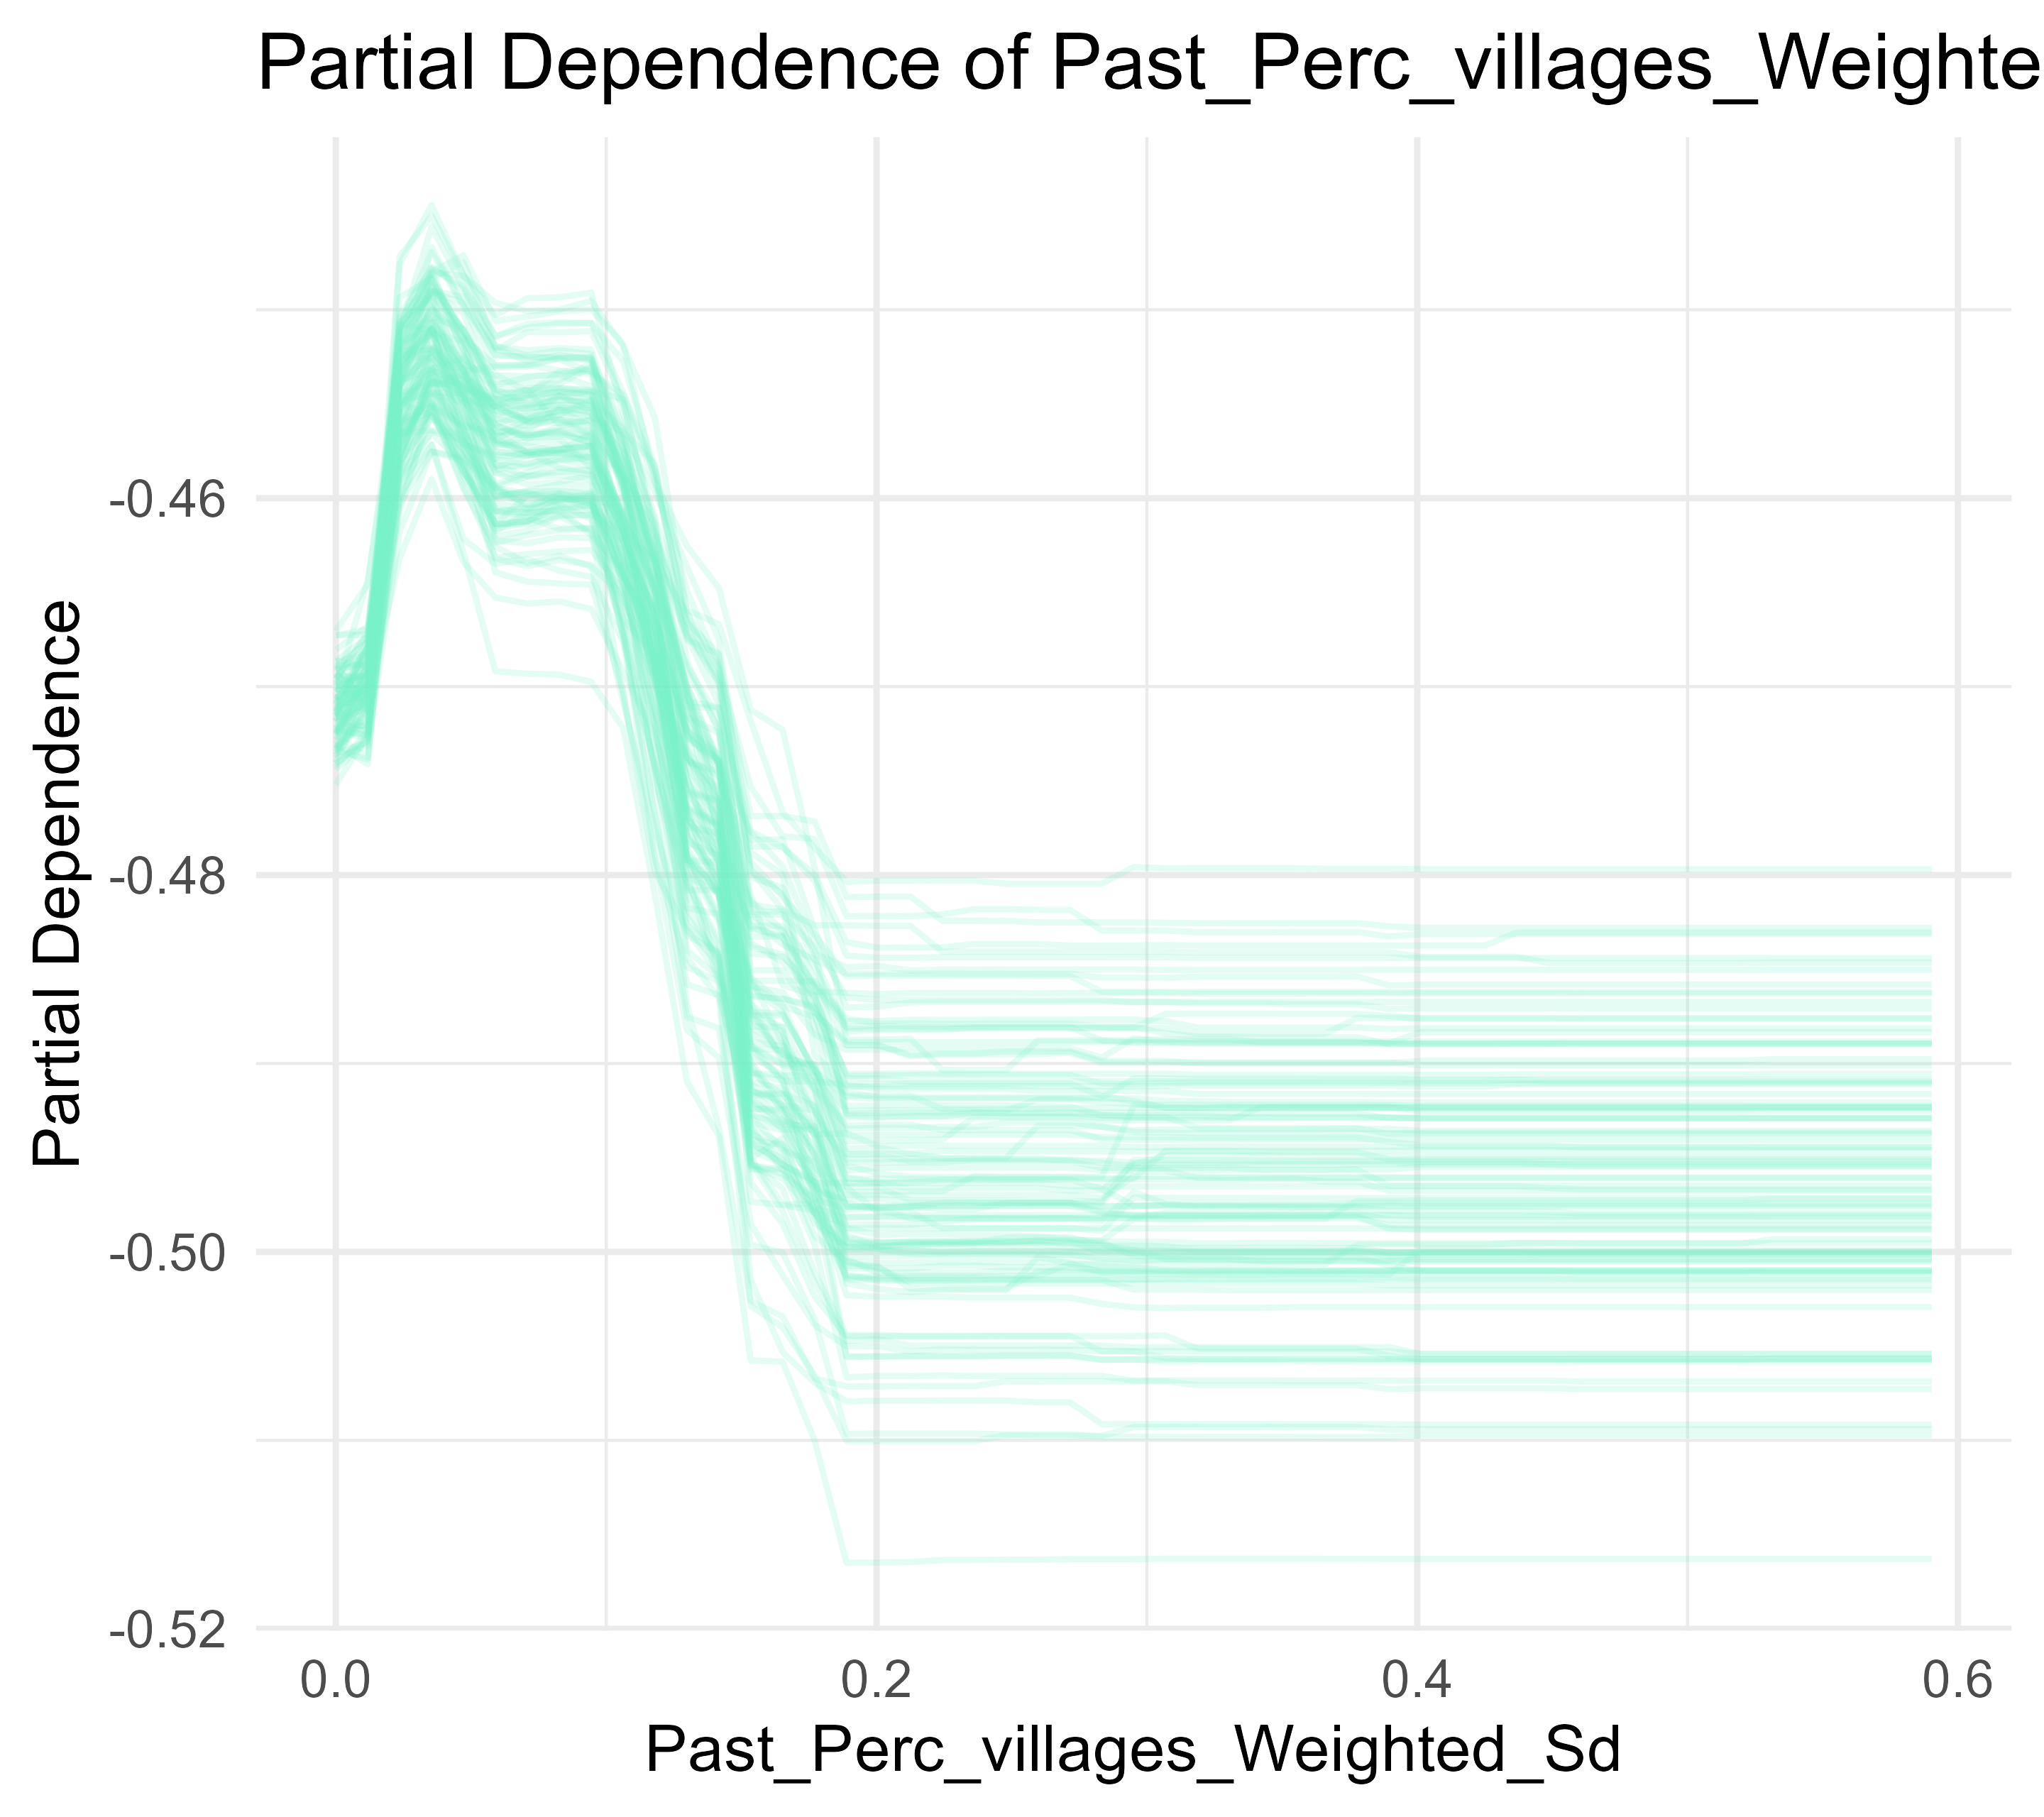 Partial Dependence of Past_Perc_villages_Weighte
Partial Dependence
-0.46
-0.48
-0.50
-0.52
0.0
0.2
0.4
0.6
Past_Perc_villages_Weighted_Sd